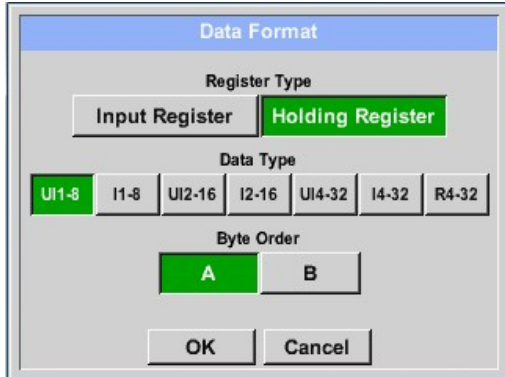 Data Format
Register Type
Input Register Holding Register
Data Type
UI1-8 I1-8 UI2-16 I2-16 UI4-32 I4-32 R4-32
Byte Order
A B
OK Cancel